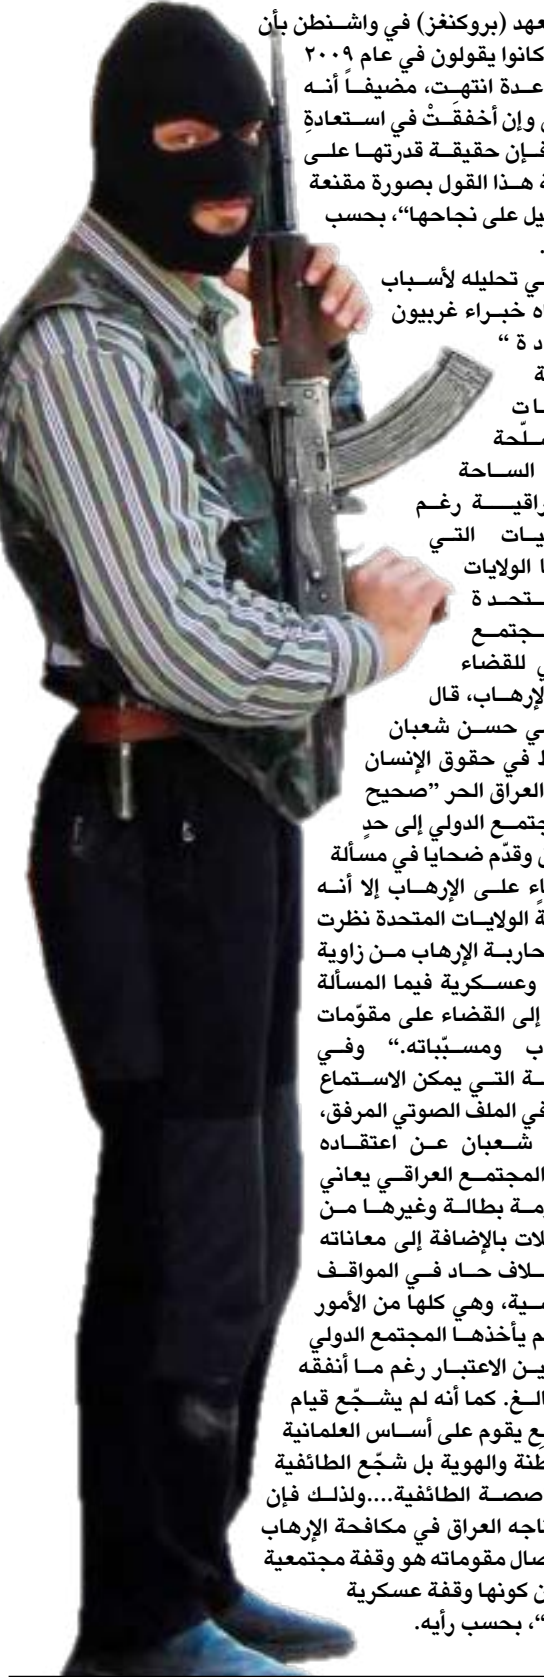 عهد (بروكنغز) في واشنطن بأن
كانوا يقولون في عام ٢٠٠٩
عدة انتهَت، مضيفاً أنه
وإن أخفقَتْ في استعادةِ
فإن حقيقة قدرتها على
ة هذا القول بصورة مقنعة
يل على نجاحها“، بحسب
.
ي تحليله لأسباب
اه خبراء غربيون
د ة “
ة
ات
سلّحة
الساحة
راقية رغم
يات التي
ا الولايات
تحدة
جتمع
ي للقضاء
لإرهاب، قال
ي حسن شعبان
ط في حقوق الإنسان
العراق الحر ”صحيح
جتمع الدولي إلى حدٍ
ى وقدّم ضحايا في مسألة
اءٍ على الإرهاب إلا أنه
ة الولايات المتحدة نظرت
حاربة الإرهاب من زاوية
وعسكرية فيما المسألة
إلى القضاء على مقوّمات
ب ومسبّباته.“ وفي
ة التي يمكن الاستماع
في الملف الصوتي المرفق،
شعبان عن اعتقاده
المجتمع العراقي يعاني
مة بطالة وغيرها من
لات بالإضافة إلى معاناته
لاف حاد في المواقف
سية، وهي كلها من الأمور
م يأخذها المجتمع الدولي
ين الاعتبار رغم ما أنفقه
الغ. كما أنه لم يشجّع قيام
ع يقوم على أساس العلمانية
طنة والهوية بل شجّع الطائفية
اصصة الطائفية....ولذلك فإن
تاجه العراق في مكافحة الإرهاب
صال مقوماته هو وقفة مجتمعية
ن كونها وقفة عسكرية
“، بحسب رأيه.